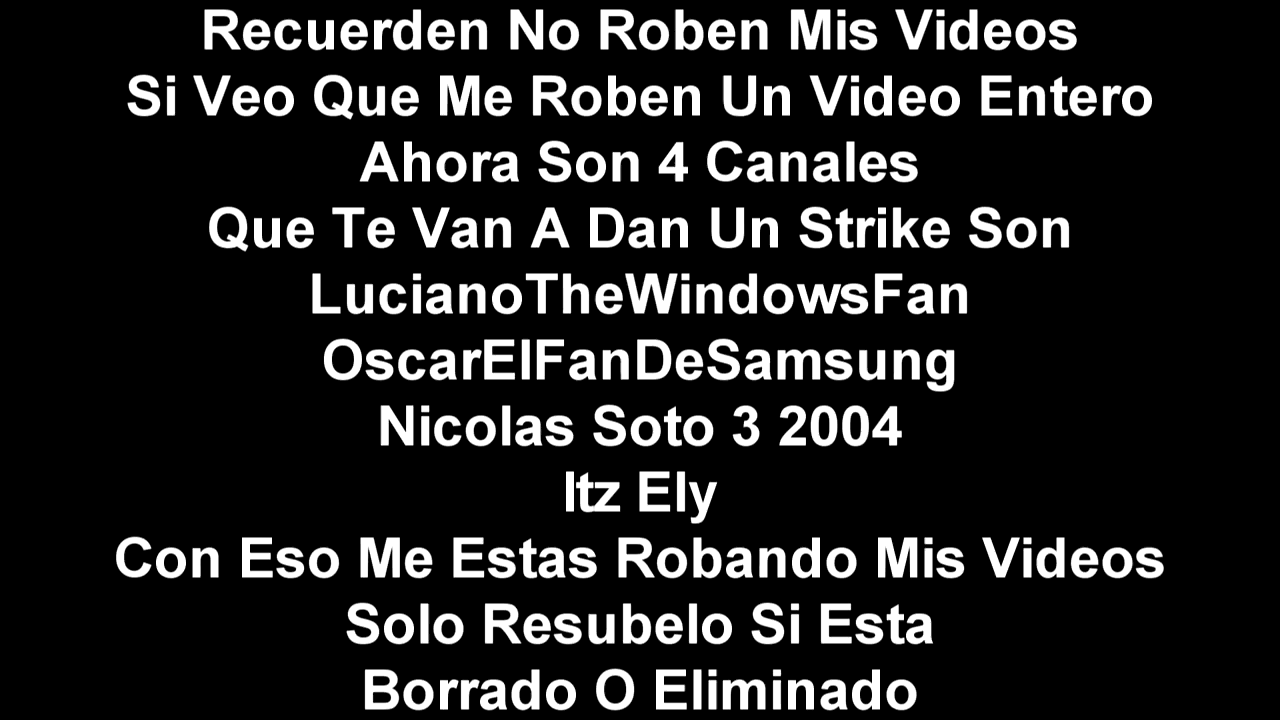 Recuerden No Roben Mis Videos
Si Veo Que Me Roben Un Video Entero
Ahora Son 4 Canales
Que Te Van A Dan Un Strike Son
LucianoTheWindowsFan
OscarElFanDeSamsung
Nicolas Soto 3 2004
Itz Ely
Con Eso Me Estas Robando Mis Videos
Solo Resubelo Si Esta
Borrado O Eliminado